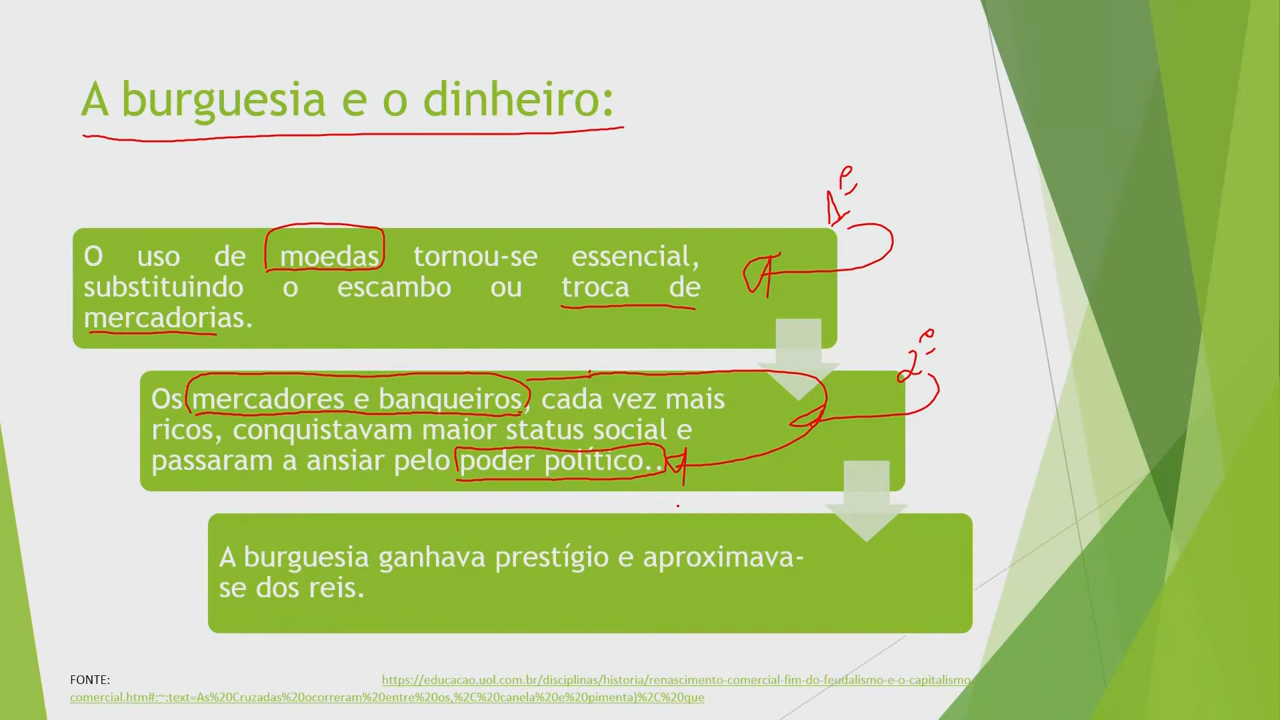 A burguesia e o dinheiro:
1º
O uso de moedas tornou-se essencial,
substituindo o escambo ou troca de
mercadorias.
2º
Os mercadores e banqueiros, cada vez mais
ricos, conquistavam maior status social e
passaram a ansiar pelo poder político..
A burguesia ganhava prestígio e aproximava-
se dos reis.
FONTE: https://educacao.uol.com.br/disciplinas/historia/renascimento-comercial-fim-do-feudalismo-e-o-capitalismo-
comercial.htm#:~:text=As%20Cruzadas%20ocorreram%20entre%20os,%2C%20canela%20e%20pimenta)%2C%20que